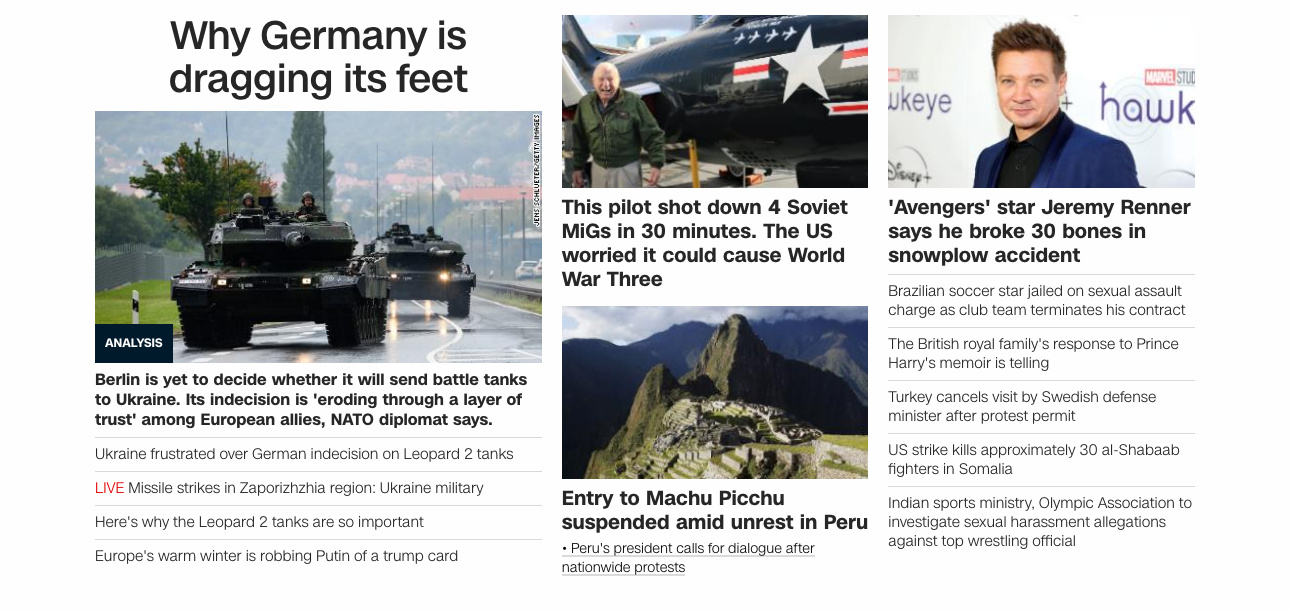 Why Germany is
dragging its feet
JENS SCHLUETER/GETTY IMAGES
ANALYSIS
Berlin is yet to decide whether it will send battle tanks
to Ukraine. Its indecision is 'eroding through a layer of
trust' among European allies, NATO diplomat says.
Ukraine frustrated over German indecision on Leopard 2 tanks
LIVE Missile strikes in Zaporizhzhia region: Ukraine military
Here's why the Leopard 2 tanks are so important
Europe's warm winter is robbing Putin of a trump card
This pilot shot down 4 Soviet
MiGs in 30 minutes. The US
worried it could cause World
War Three
Entry to Machu Picchu
suspended amid unrest in Peru
• Peru's president calls for dialogue after
nationwide protests
MARVEL STUD
hawk
wkeye
Disney+
'Avengers' star Jeremy Renner
says he broke 30 bones in
snowplow accident
Brazilian soccer star jailed on sexual assault
charge as club team terminates his contract
The British royal family's response to Prince
Harry's memoir is telling
Turkey cancels visit by Swedish defense
minister after protest permit
US strike kills approximately 30 al-Shabaab
fighters in Somalia
Indian sports ministry, Olympic Association to
investigate sexual harassment allegations
against top wrestling official